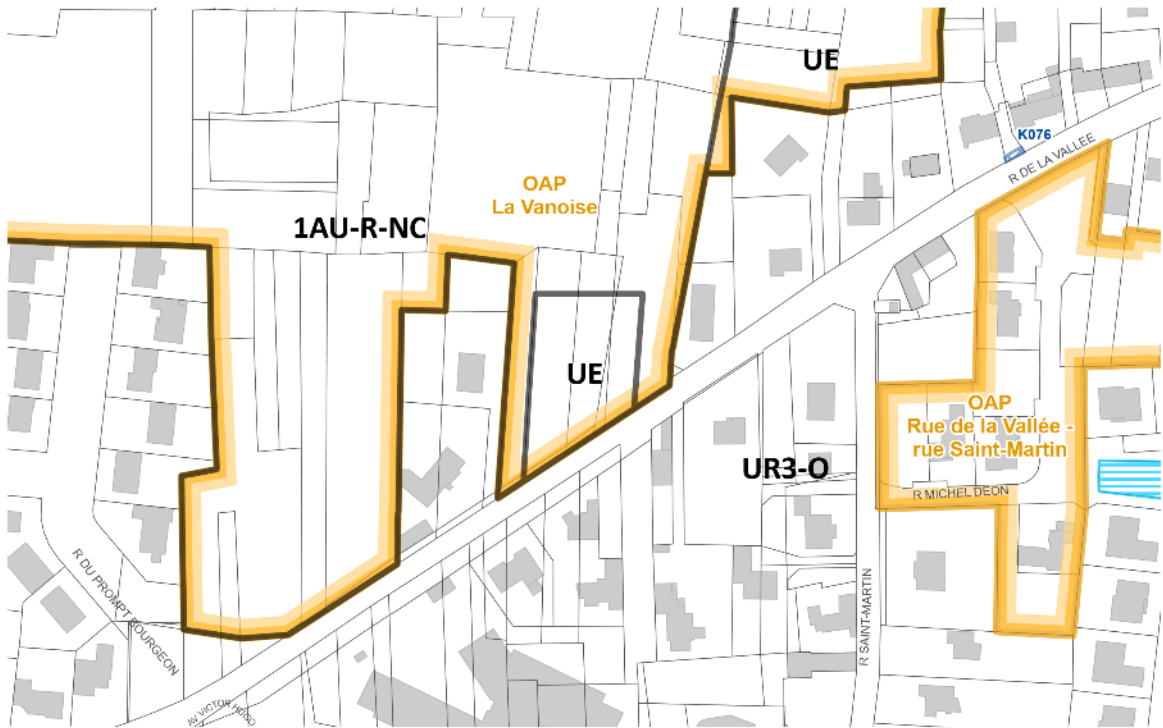 UE
K076
R DE LA VALLEE
OAP
La Vanoise
1AU-R-NC
UE
OAP
Rue de la Vallée -
rue Saint-Martin
UR3-O
R MICHEL DEON
R DU PROMPT BOURGEON
R SAINT-MARTIN
AV VICTOR HUGO